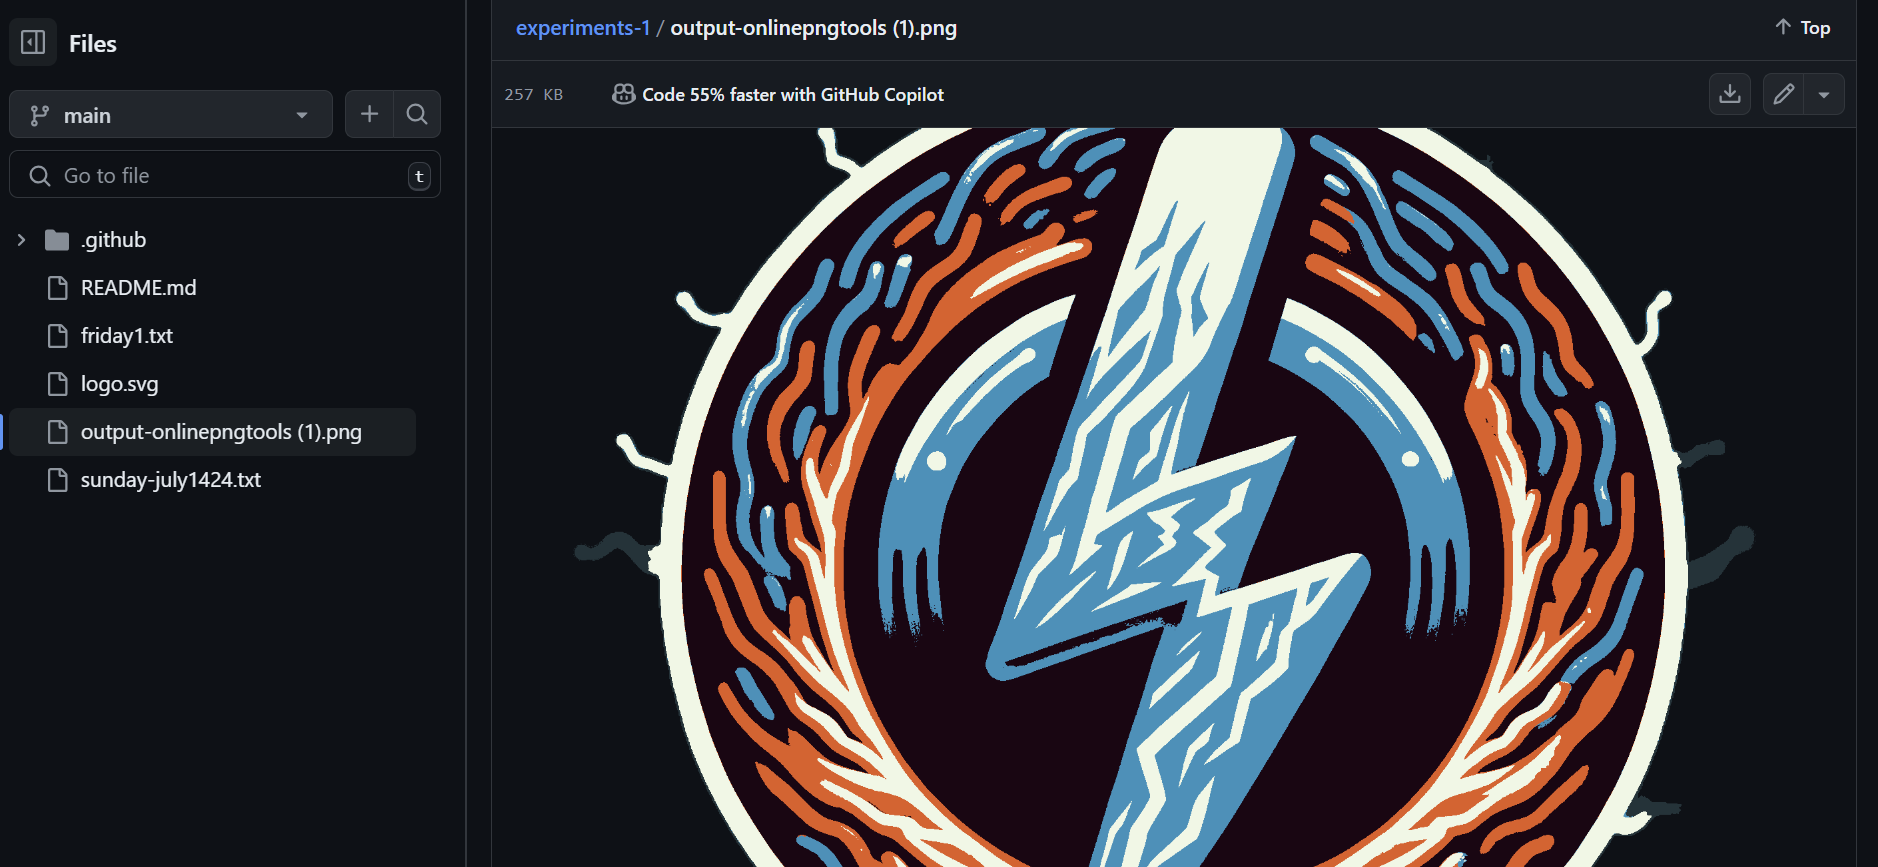 Files
main
Go to file
t
.github
README.md
friday1.txt
logo.svg
output-onlinepngtools (1).png
sunday-july1424.txt
experiments-1 / output-onlinepngtools (1).png
Top
257 KB
Code 55% faster with GitHub Copilot